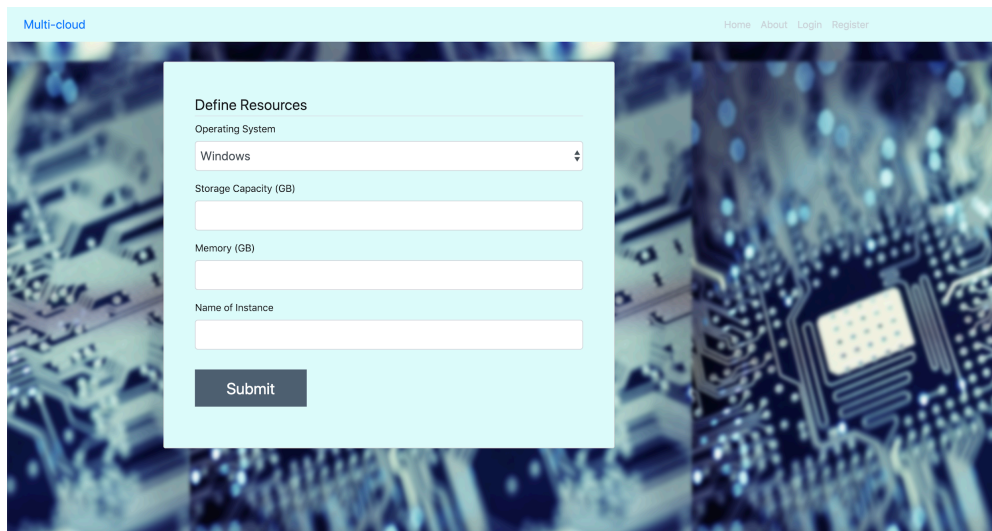 Multi-cloud
Home About Login Register
Define Resources
Operating System
Windows
Storage Capacity (GB)
Memory (GB)
Name of Instance
Submit